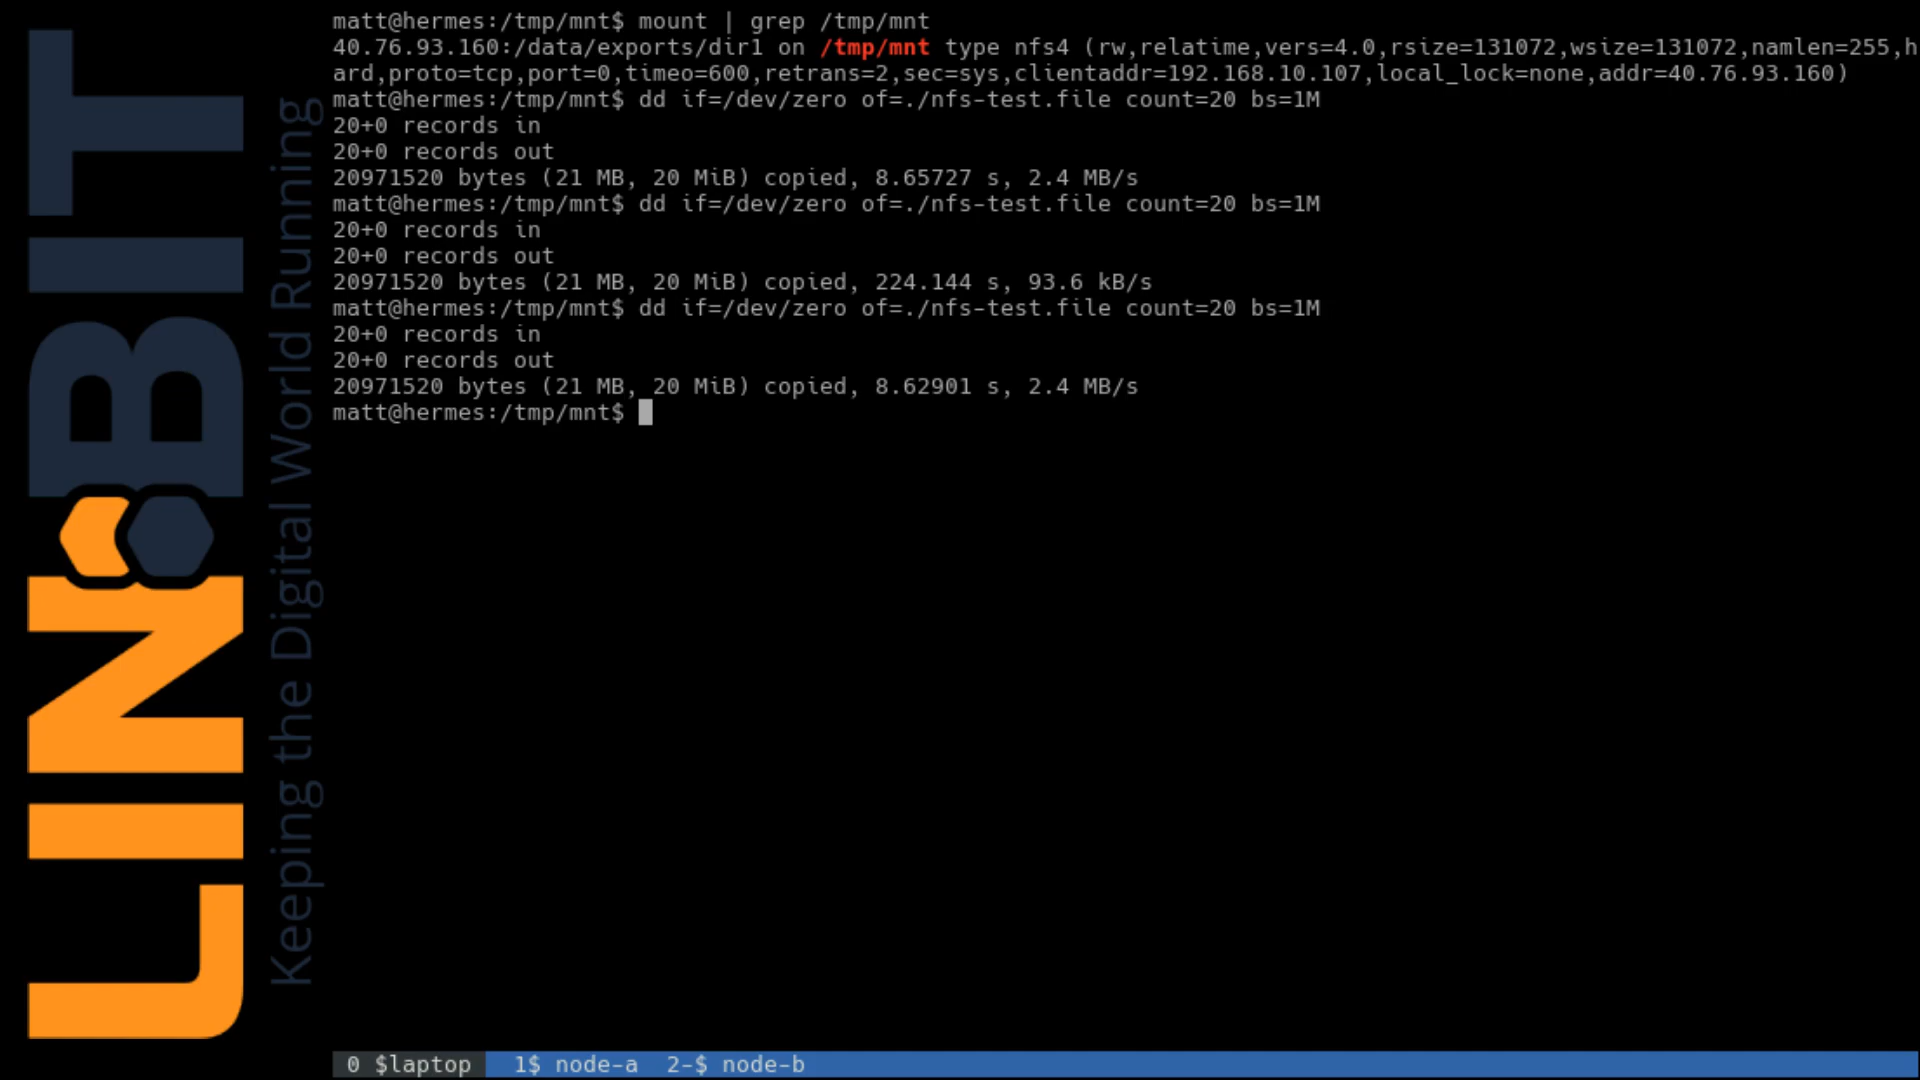 LINBIT
Keeping the Digital World Running
matt@hermes:/tmp/mnt$ mount | grep /tmp/mnt
40.76.93.160:/data/exports/dir1 on /tmp/mnt type nfs4 (rw,relatime,vers=4.0,rsize=131072,wsize=131072,namlen=255,h
ard,proto=tcp,port=0,timeo=600,retrans=2,sec=sys,clientaddr=192.168.10.107,local_lock=none,addr=40.76.93.160)
matt@hermes:/tmp/mnt$ dd if=/dev/zero of=./nfs-test.file count=20 bs=1M
20+0 records in
20+0 records out
20971520 bytes (21 MB, 20 MiB) copied, 8.65727 s, 2.4 MB/s
matt@hermes:/tmp/mnt$ dd if=/dev/zero of=./nfs-test.file count=20 bs=1M
20+0 records in
20+0 records out
20971520 bytes (21 MB, 20 MiB) copied, 224.144 s, 93.6 kB/s
matt@hermes:/tmp/mnt$ dd if=/dev/zero of=./nfs-test.file count=20 bs=1M
20+0 records in
20+0 records out
20971520 bytes (21 MB, 20 MiB) copied, 8.62901 s, 2.4 MB/s
matt@hermes:/tmp/mnt$
0 $laptop 1$ node-a 2-$ node-b